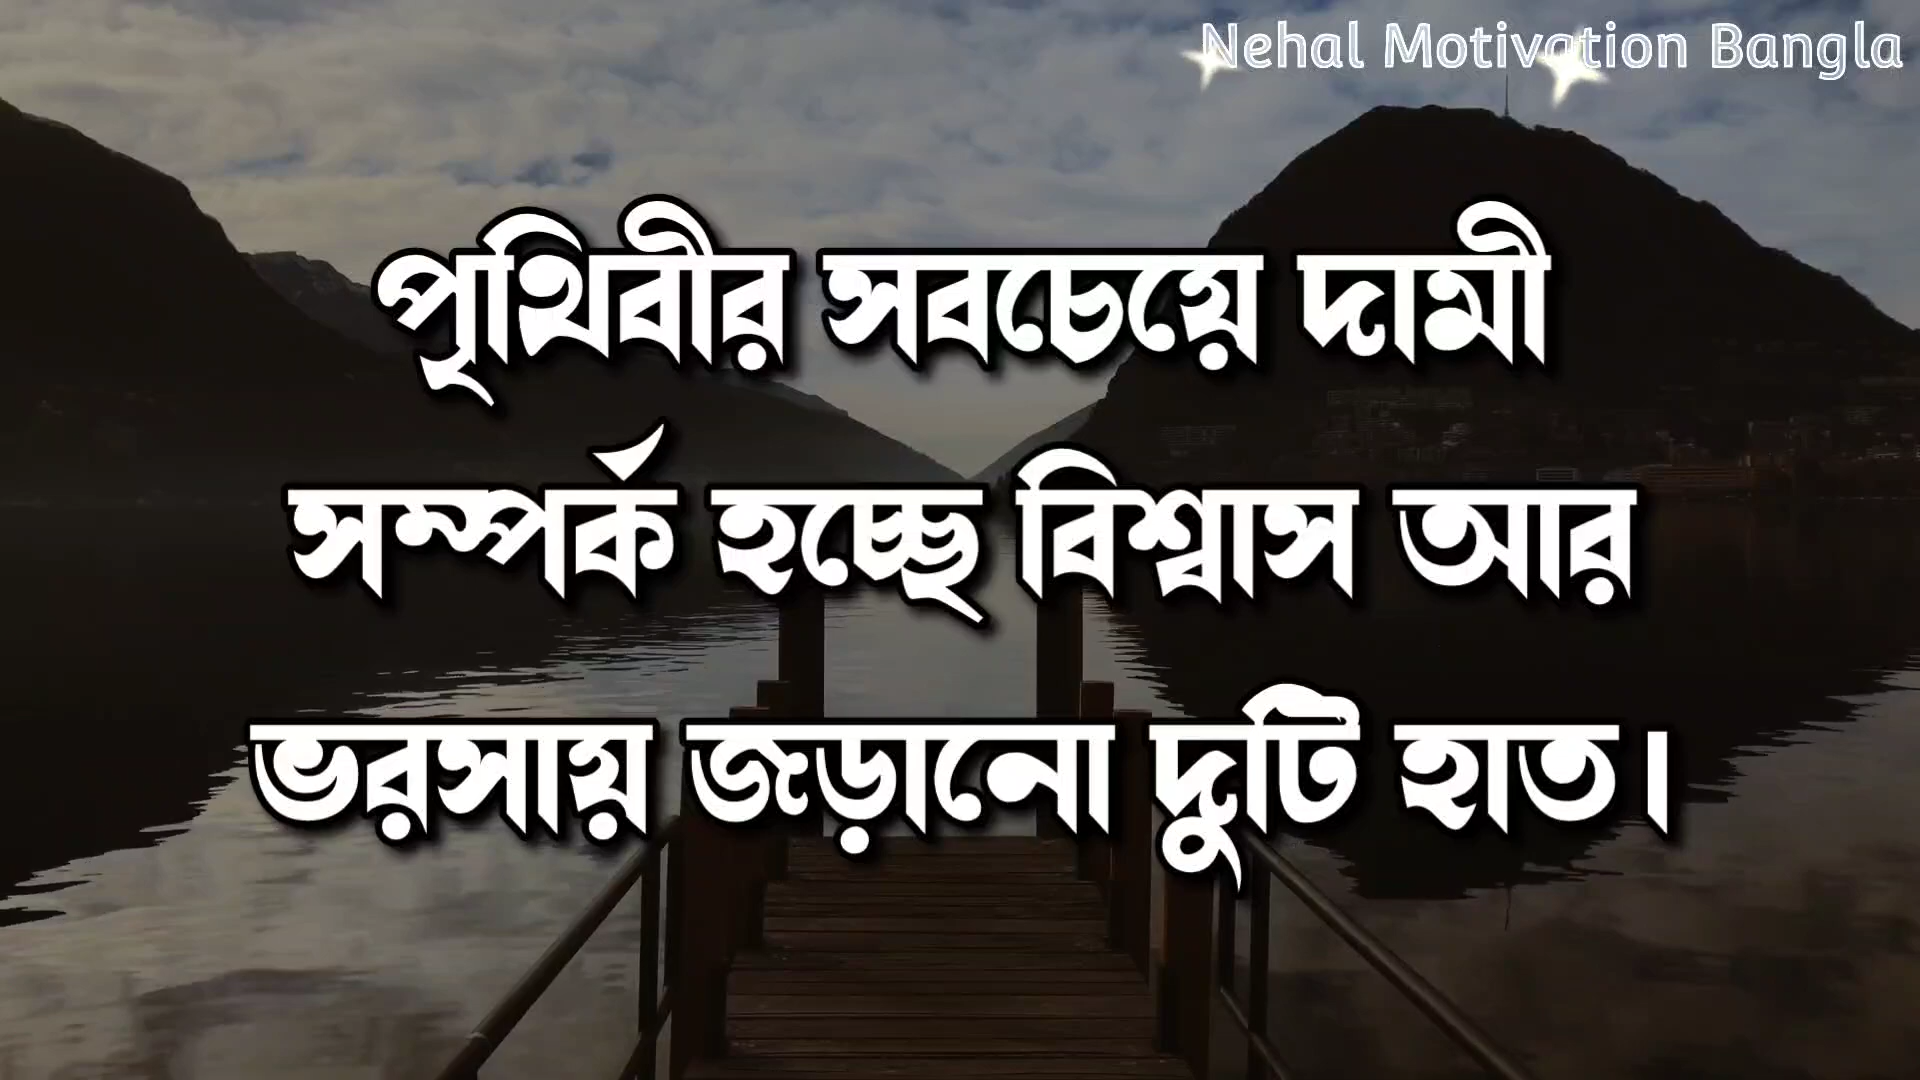 Nehal Motivation Bangla
পৃথিবীর সবচেয়ে দামী
সম্পর্ক হচ্ছে বিশ্বাস আর
ভরসায় জড়ানো দুটি হাত।